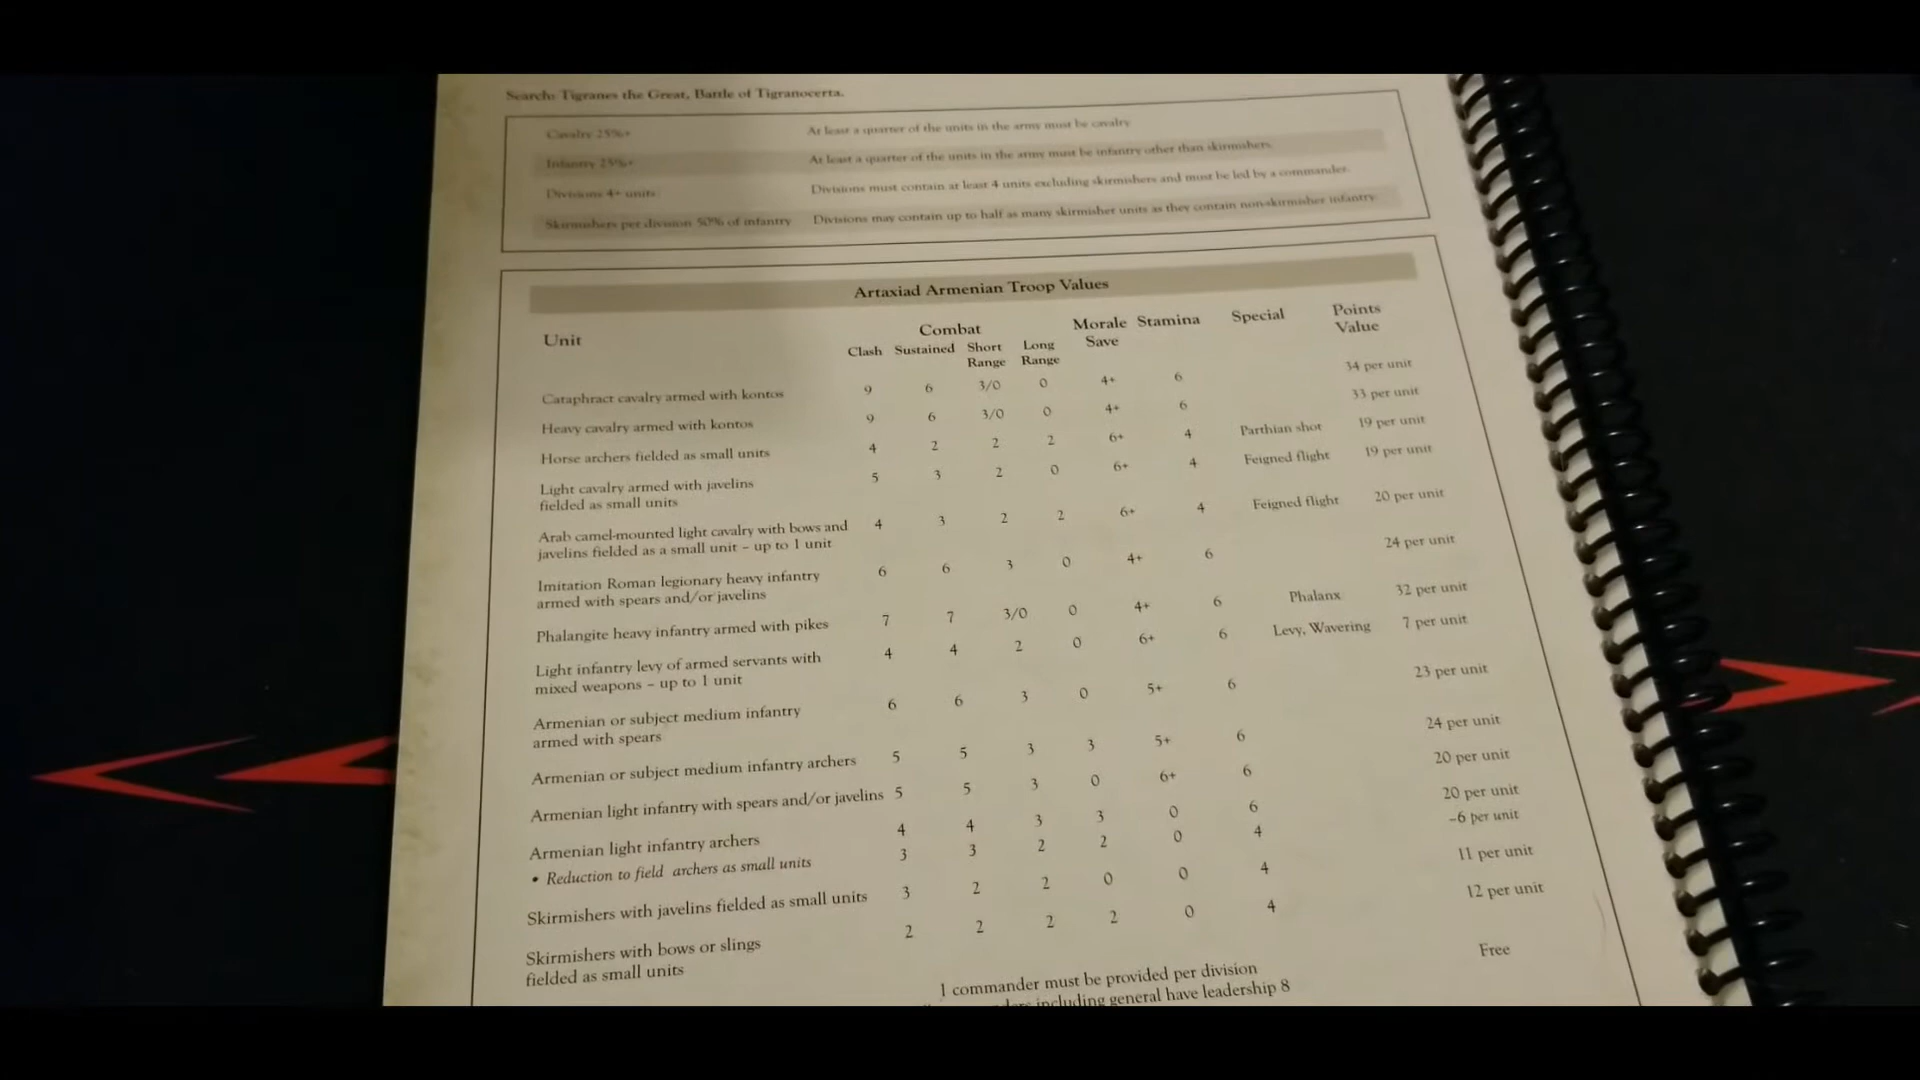 Search: Tigranes the Great, Battle of Tigranocerta.
Cavalry 25%+ At least a quarter of the units in the army must be cavalry
Infantry 25%+ At least a quarter of the units in the army must be infantry other than skirmishers.
Divisions 4+ units. Divisions must contain at least 4 units excluding skirmishers and must be led by a commander.
Skirmishers per division 50% of infantry Divisions may contain up to half as many skirmisher units as they contain non-skirmisher infantry.
Artaxiad Armenian Troop Values
Unit Combat Morale Save Stamina Special Points Value
Clash Sustained Short Range Long Range
Cataphract cavalry armed with kontos 9 6 3/0 0 4+ 6 34 per unit
Heavy cavalry armed with kontos 9 6 3/0 0 4+ 6 33 per unit
Horse archers fielded as small units 4 2 2 2 6+ 4 Parthian shot 19 per unit
Light cavalry armed with javelins 5 3 2 0 6+ 4 Feigned flight 19 per unit
fielded as small units
Arab camel-mounted light cavalry with bows and 4 3 2 2 6+ 4 Feigned flight 20 per unit
javelins fielded as a small unit – up to 1 unit
Imitation Roman legionary heavy infantry 6 6 3 0 4+ 6 24 per unit
armed with spears and/or javelins
Phalangite heavy infantry armed with pikes 7 7 3/0 0 4+ 6 Phalanx 32 per unit
Light infantry levy of armed servants with 4 4 2 0 6+ 6 Levy, Wavering 7 per unit
mixed weapons – up to 1 unit
Armenian or subject medium infantry 6 6 3 0 5+ 6 23 per unit
armed with spears
Armenian or subject medium infantry archers 5 5 3 3 5+ 6 24 per unit
Armenian light infantry with spears and/or javelins 5 5 3 0 6+ 6 20 per unit
Armenian light infantry archers 4 4 3 3 0 6 20 per unit
• Reduction to field archers as small units 3 3 2 2 0 4 –6 per unit
Skirmishers with javelins fielded as small units 3 2 2 0 0 4 11 per unit
Skirmishers with bows or slings 2 2 2 2 0 4 12 per unit
fielded as small units
1 commander must be provided per division Free
including general have leadership 8